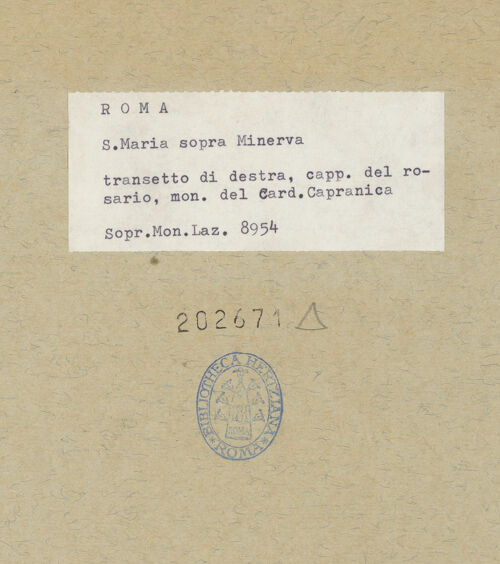 R O M A
S.Maria sopra Minerva
transetto di destra, capp. del ro-
sario, mon. del Card.Capranica
Sopr.Mon.Laz. 8954
202671
BIBLIOTHECA HERTZIANA
ROMA